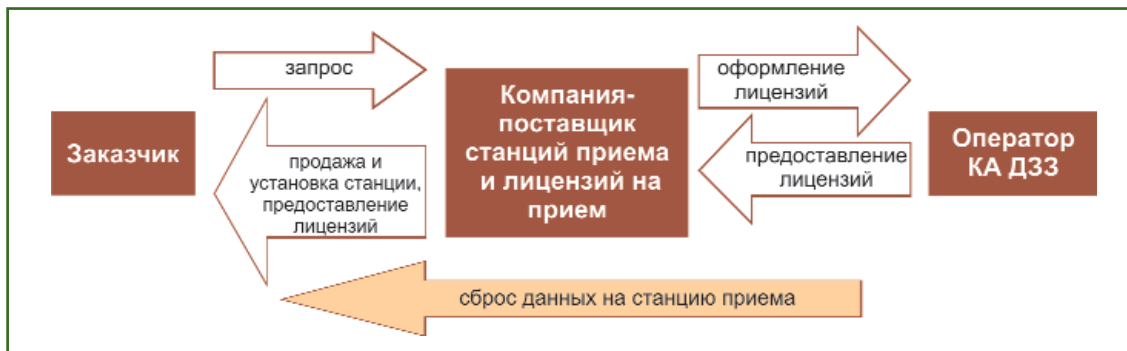 запрос
Заказчик
продажа и
установка станции,
предоставление
лицензий
Компания-
поставщик
станций приема
и лицензий на
прием
оформление
лицензий
предоставление
лицензий
Оператор
КА ДЗЗ
сброс данных на станцию приема